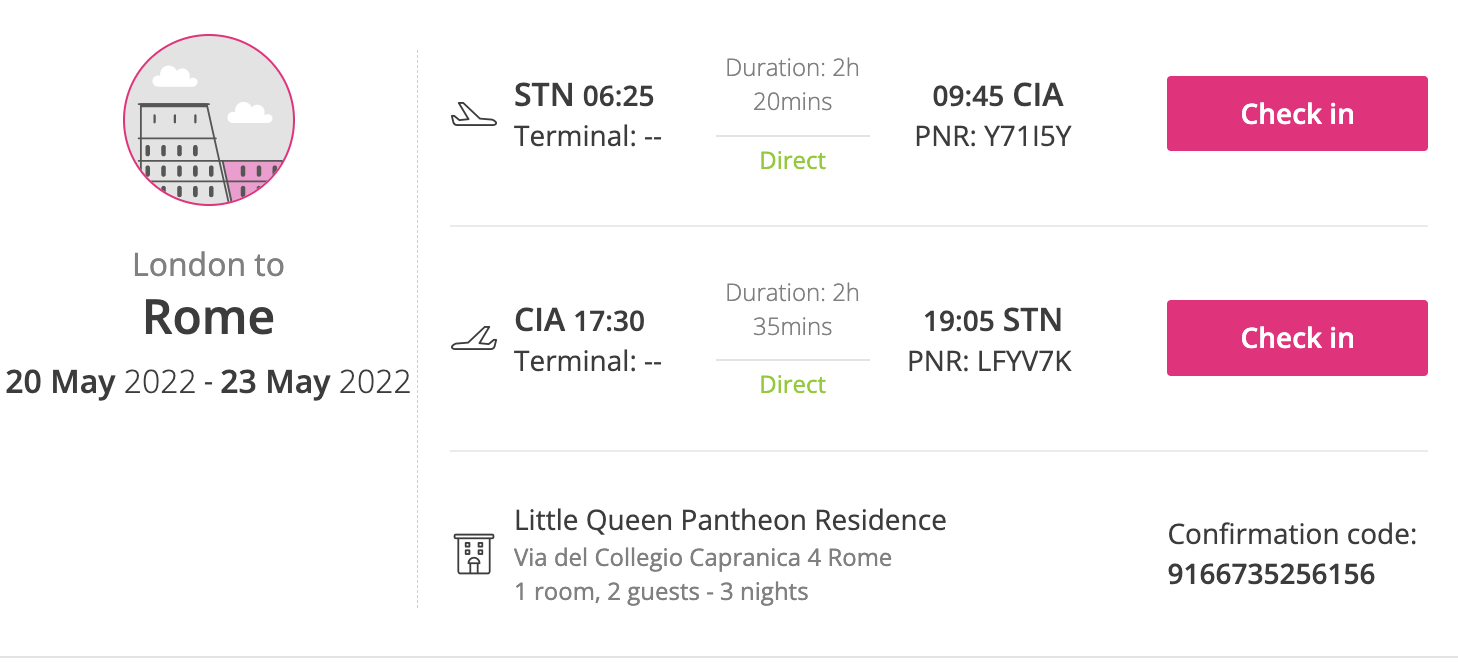 London to
Rome
20 May 2022 - 23 May 2022
STN 06:25
Terminal: --
Duration: 2h
20mins
Direct
09:45 CIA
PNR: Y71I5Y
Check in
CIA 17:30
Terminal: --
Duration: 2h
35mins
Direct
19:05 STN
PNR: LFYV7K
Check in
Little Queen Pantheon Residence
Via del Collegio Capranica 4 Rome
1 room, 2 guests - 3 nights
Confirmation code:
9166735256156